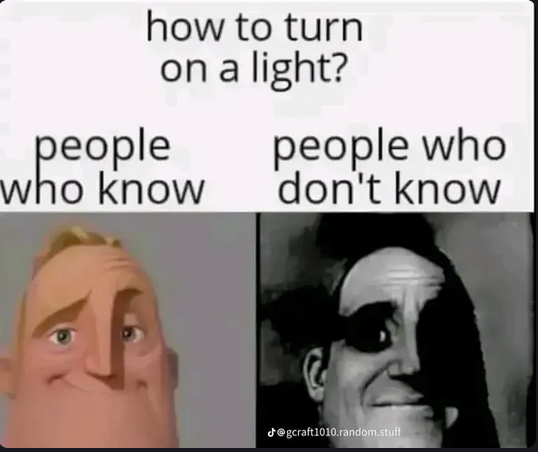 how to turn
on a light?
people
who know
people who
don't know
@gcraft1010.random.stuff